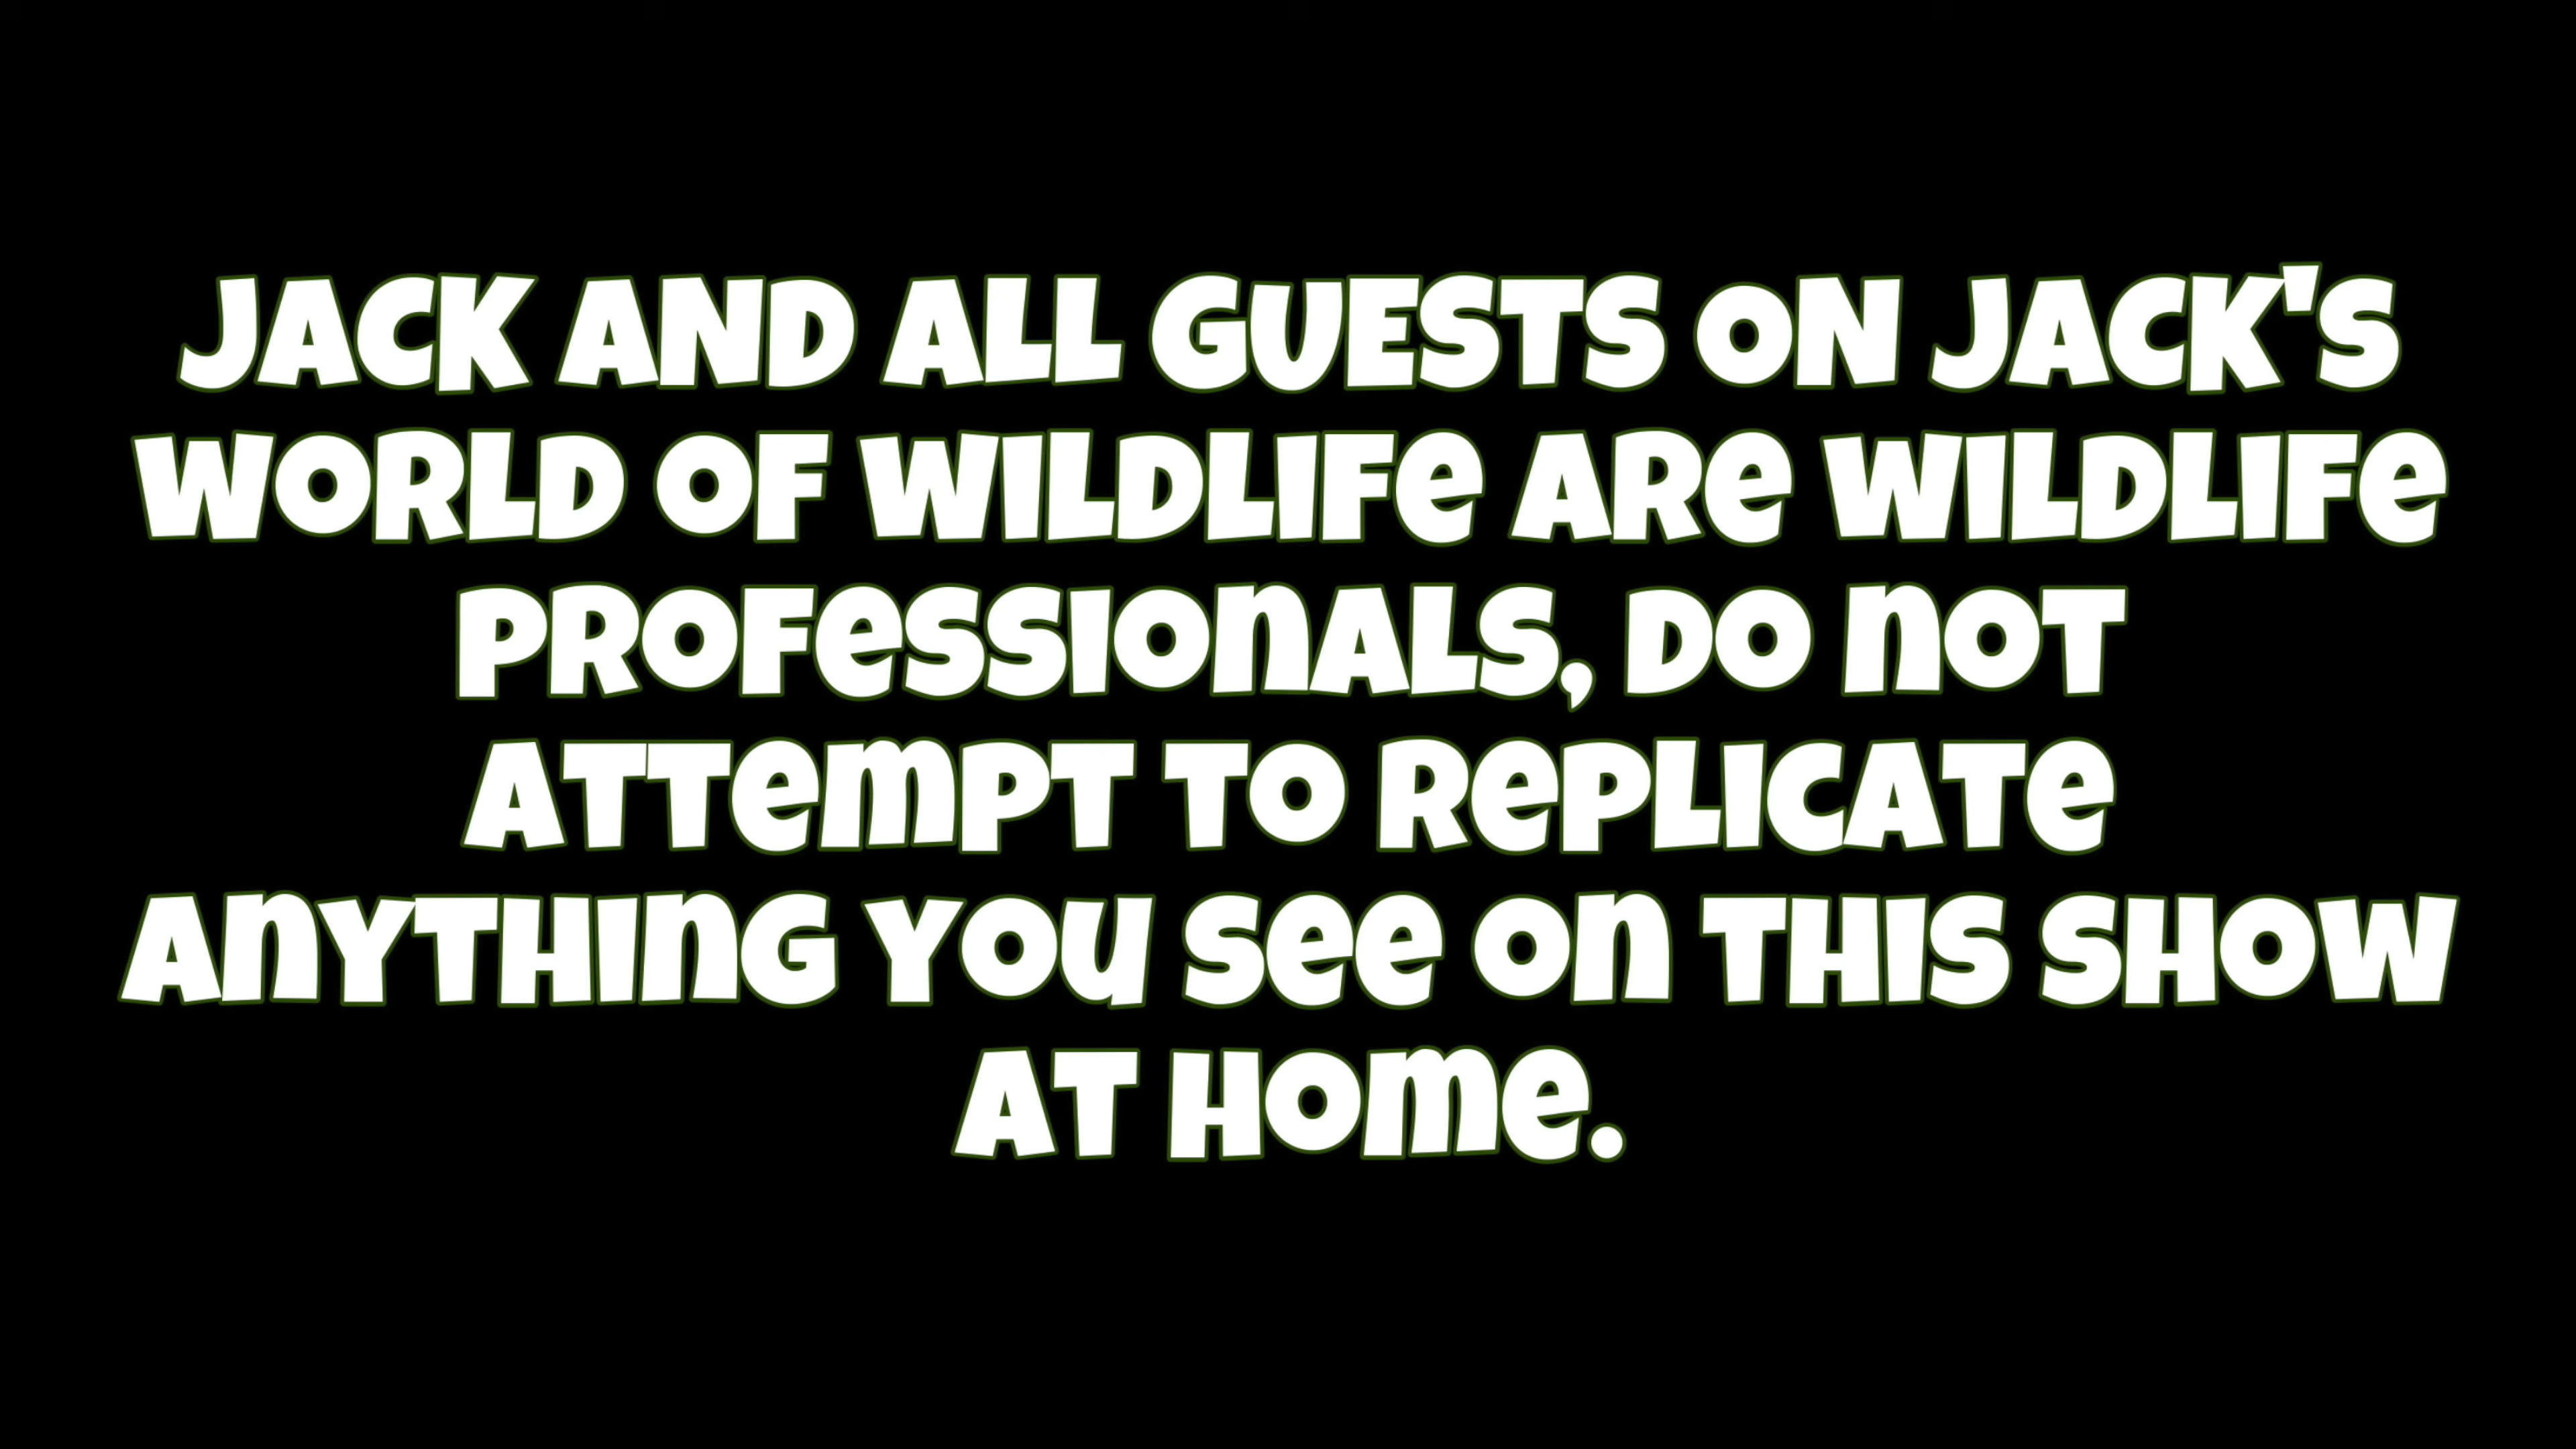 JACK AND ALL GUESTS ON JACK'S
WORLD OF WILDLIFe ARe WILDLIFe
PROFeSSIOnALS, DO nOT
ATTemPT TO RePLICATe
AnYTHInG YOu See On THIS SHOW
AT HOme.